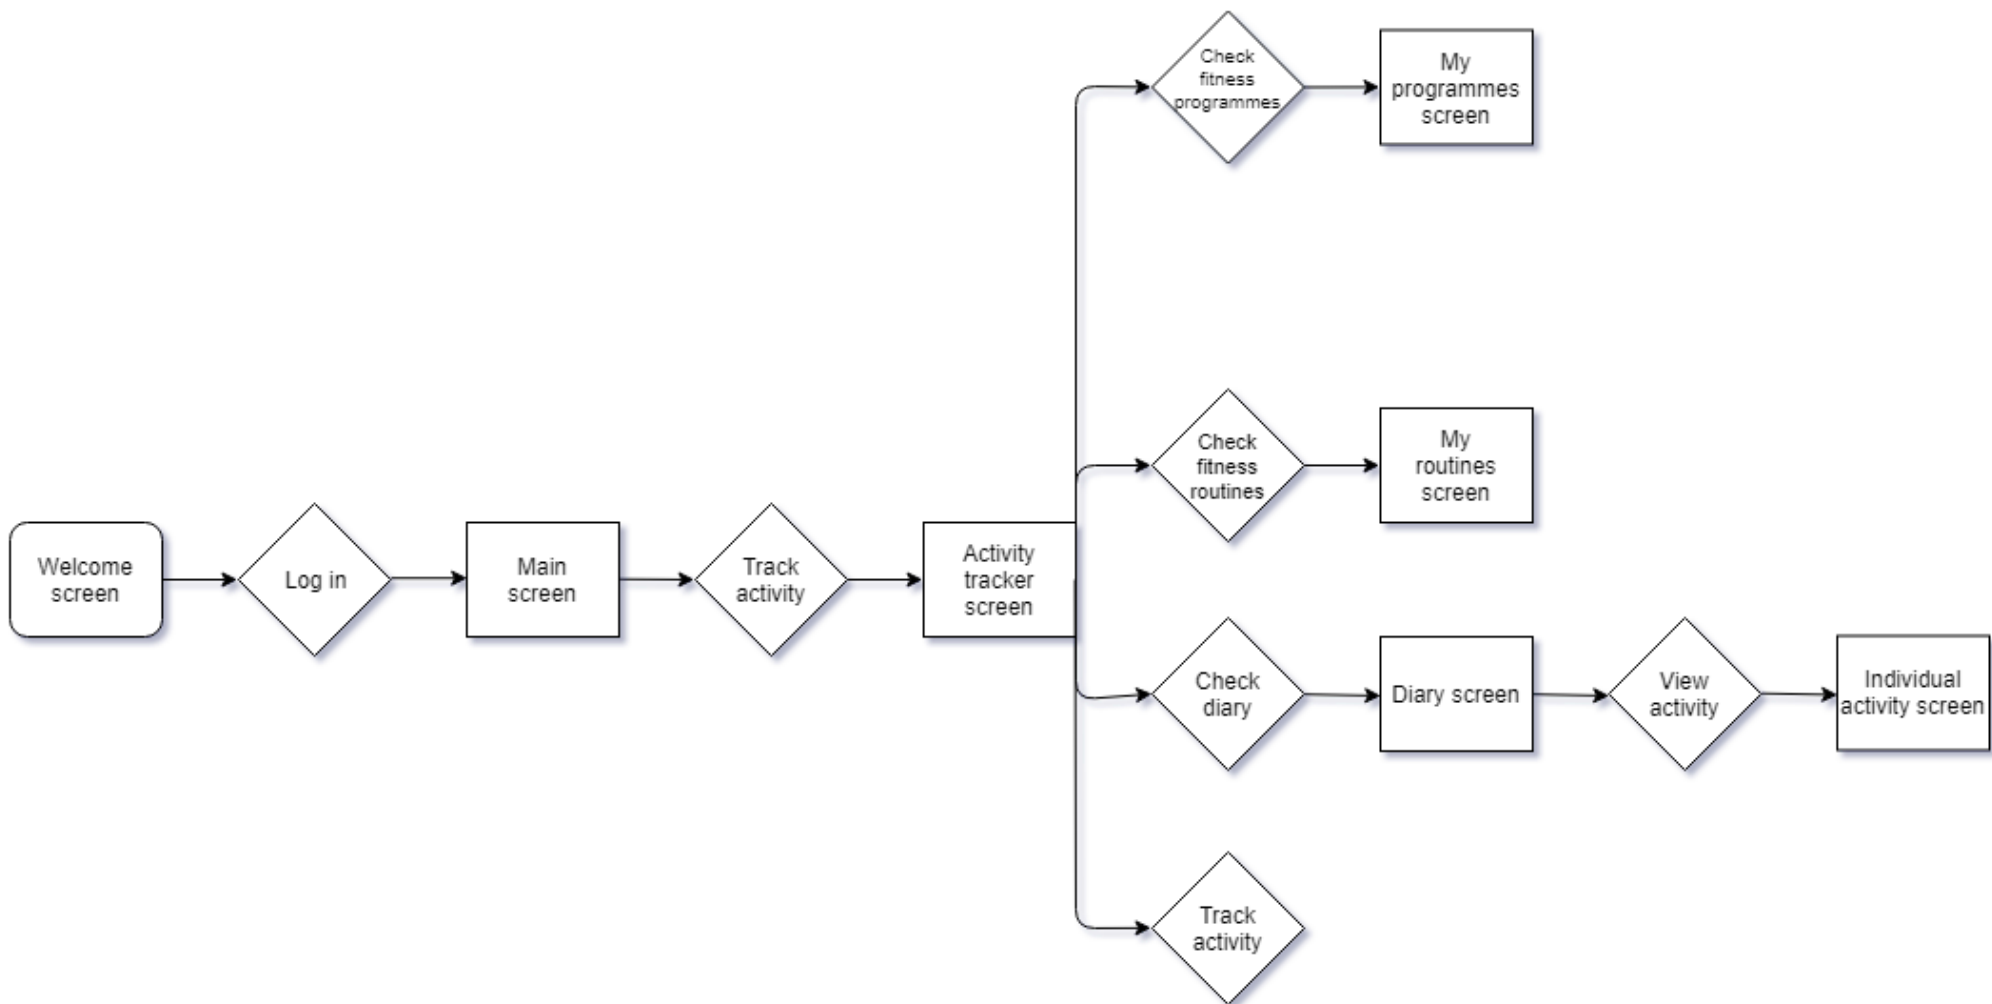 Check
fitness
programmes
My
programmes
screen
Check
fitness
routines
My
routines
screen
Welcome
screen
Log in
Main
screen
Track
activity
Activity
tracker
screen
Check
diary
Diary screen
View
activity
Individual
activity screen
Track
activity